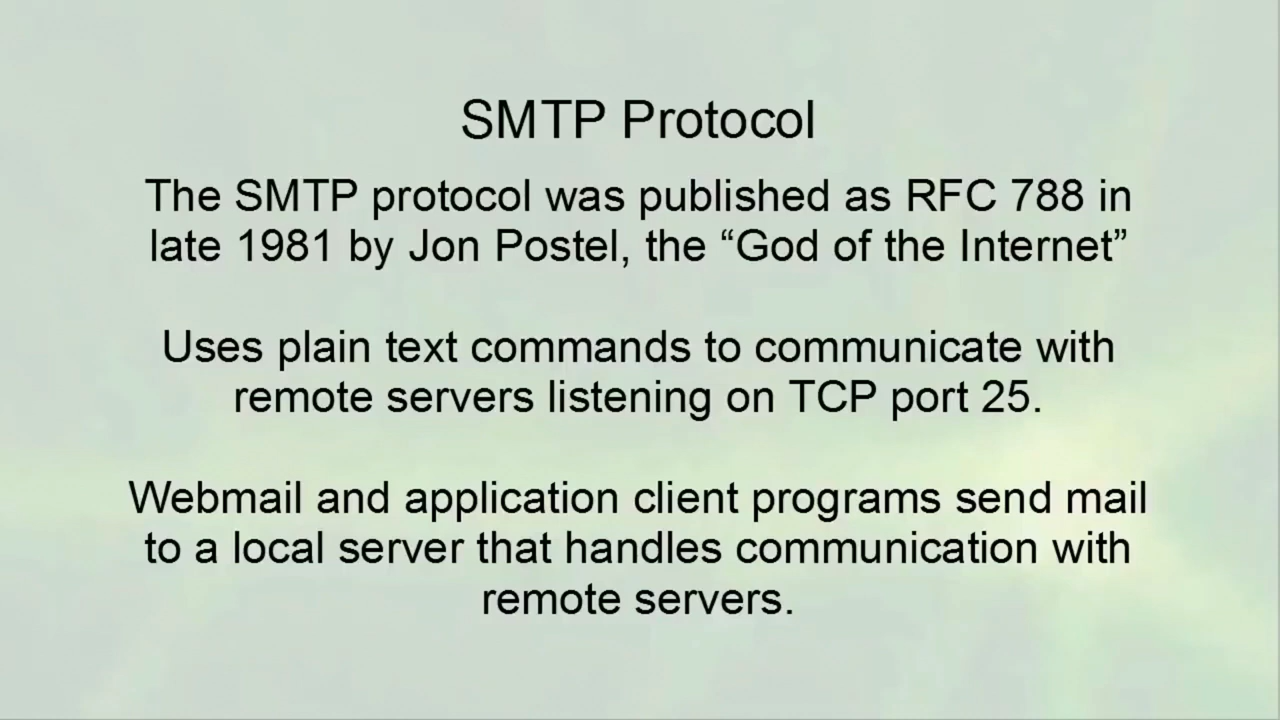 SMTP Protocol
The SMTP protocol was published as RFC 788 in
late 1981 by Jon Postel, the “God of the Internet”
Uses plain text commands to communicate with
remote servers listening on TCP port 25.
Webmail and application client programs send mail
to a local server that handles communication with
remote servers.